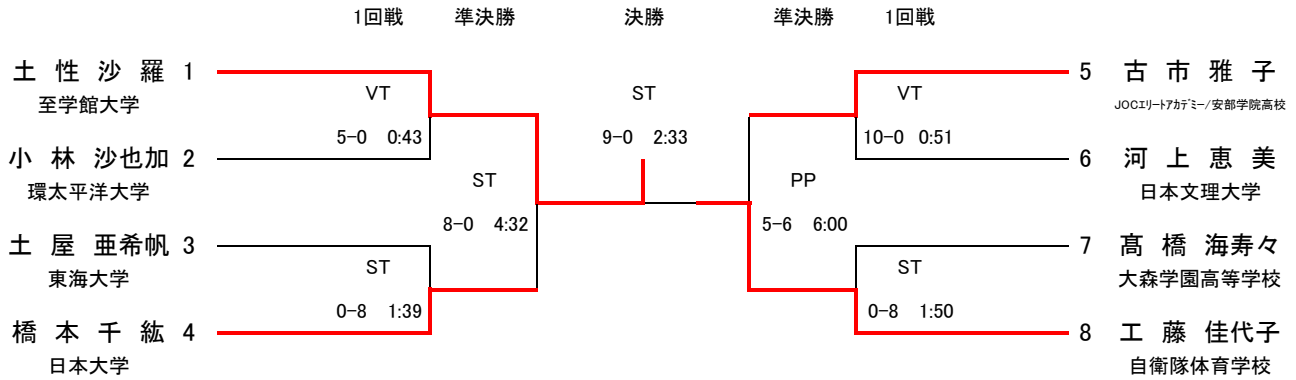 1回戦 準決勝 決勝 準決勝 1回戦
土 性 沙 羅 1
至学館大学
VT
5-0 0:43
小 林 沙也加 2
環太平洋大学
ST
8-0 4:32
土 屋 亜希帆 3
東海大学
ST
0-8 1:39
橋 本 千 紘 4
日本大学
ST
9-0 2:33
5 古 市 雅 子
JOCエリートアカデミー/安部学院高校
VT
10-0 0:51
6 河 上 恵 美
日本文理大学
PP
5-6 6:00
7 髙 橋 海寿々
大森学園高等学校
ST
0-8 1:50
8 工 藤 佳代子
自衛隊体育学校